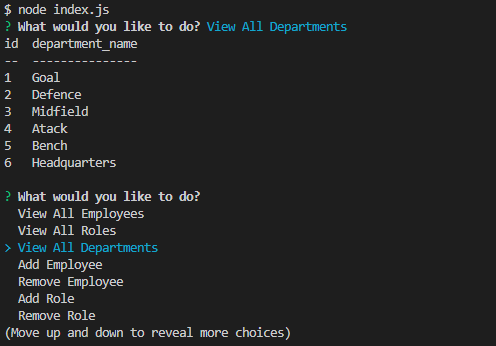 $ node index.js
? What would you like to do? View All Departments
id  department_name
--  ---------------
1   Goal
2   Defence
3   Midfield
4   Atack
5   Bench
6   Headquarters

? What would you like to do?
  View All Employees
  View All Roles
> View All Departments
  Add Employee
  Remove Employee
  Add Role
  Remove Role
(Move up and down to reveal more choices)